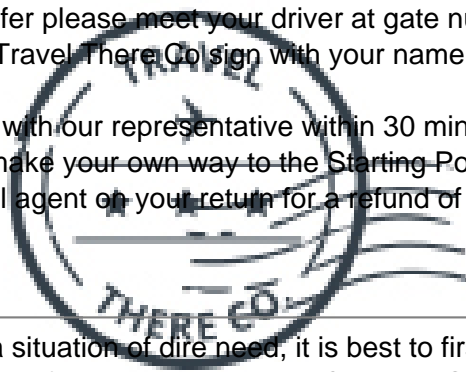 fer please meet your driver at gate nu
Travel There Co sign with your name
TRAVEL
with our representative within 30 min
make your own way to the Starting Po
l agent on your return for a refund of
THERE CO.
a situation of dire need, it is best to fir